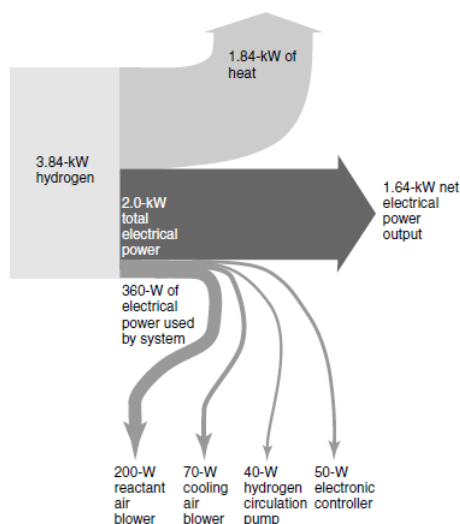 1.84-kW of
heat
3.84-kW
hydrogen
2.0-kW
total
electrical
power
1.64-kW net
electrical
power
output
360-W of
electrical
power used
by system
200-W
reactant
air
blower
70-W
cooling
air
blower
40-W
hydrogen
circulation
pump
50-W
electronic
controller